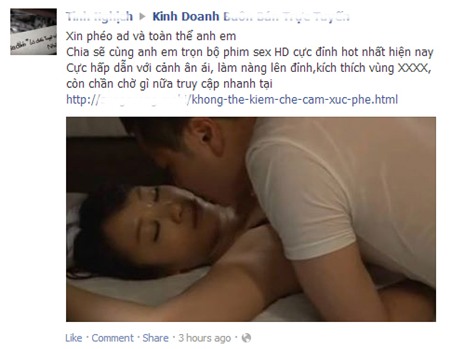 Tinh Nghịch Kinh Doanh Buôn Bán Trực Tuyến
Xin phéo ad và toàn thể anh em
Chia sẽ cùng anh em trọn bộ phim sex HD cực đỉnh hot nhất hiện nay
Cực hấp dẫn với cảnh ân ái, làm nàng lên đỉnh,kích thích vùng XXXX,
còn chần chờ gì nữa truy cập nhanh tại
http:// /khong-the-kiem-che-cam-xuc-phe.html
Like · Comment · Share · 3 hours ago ·